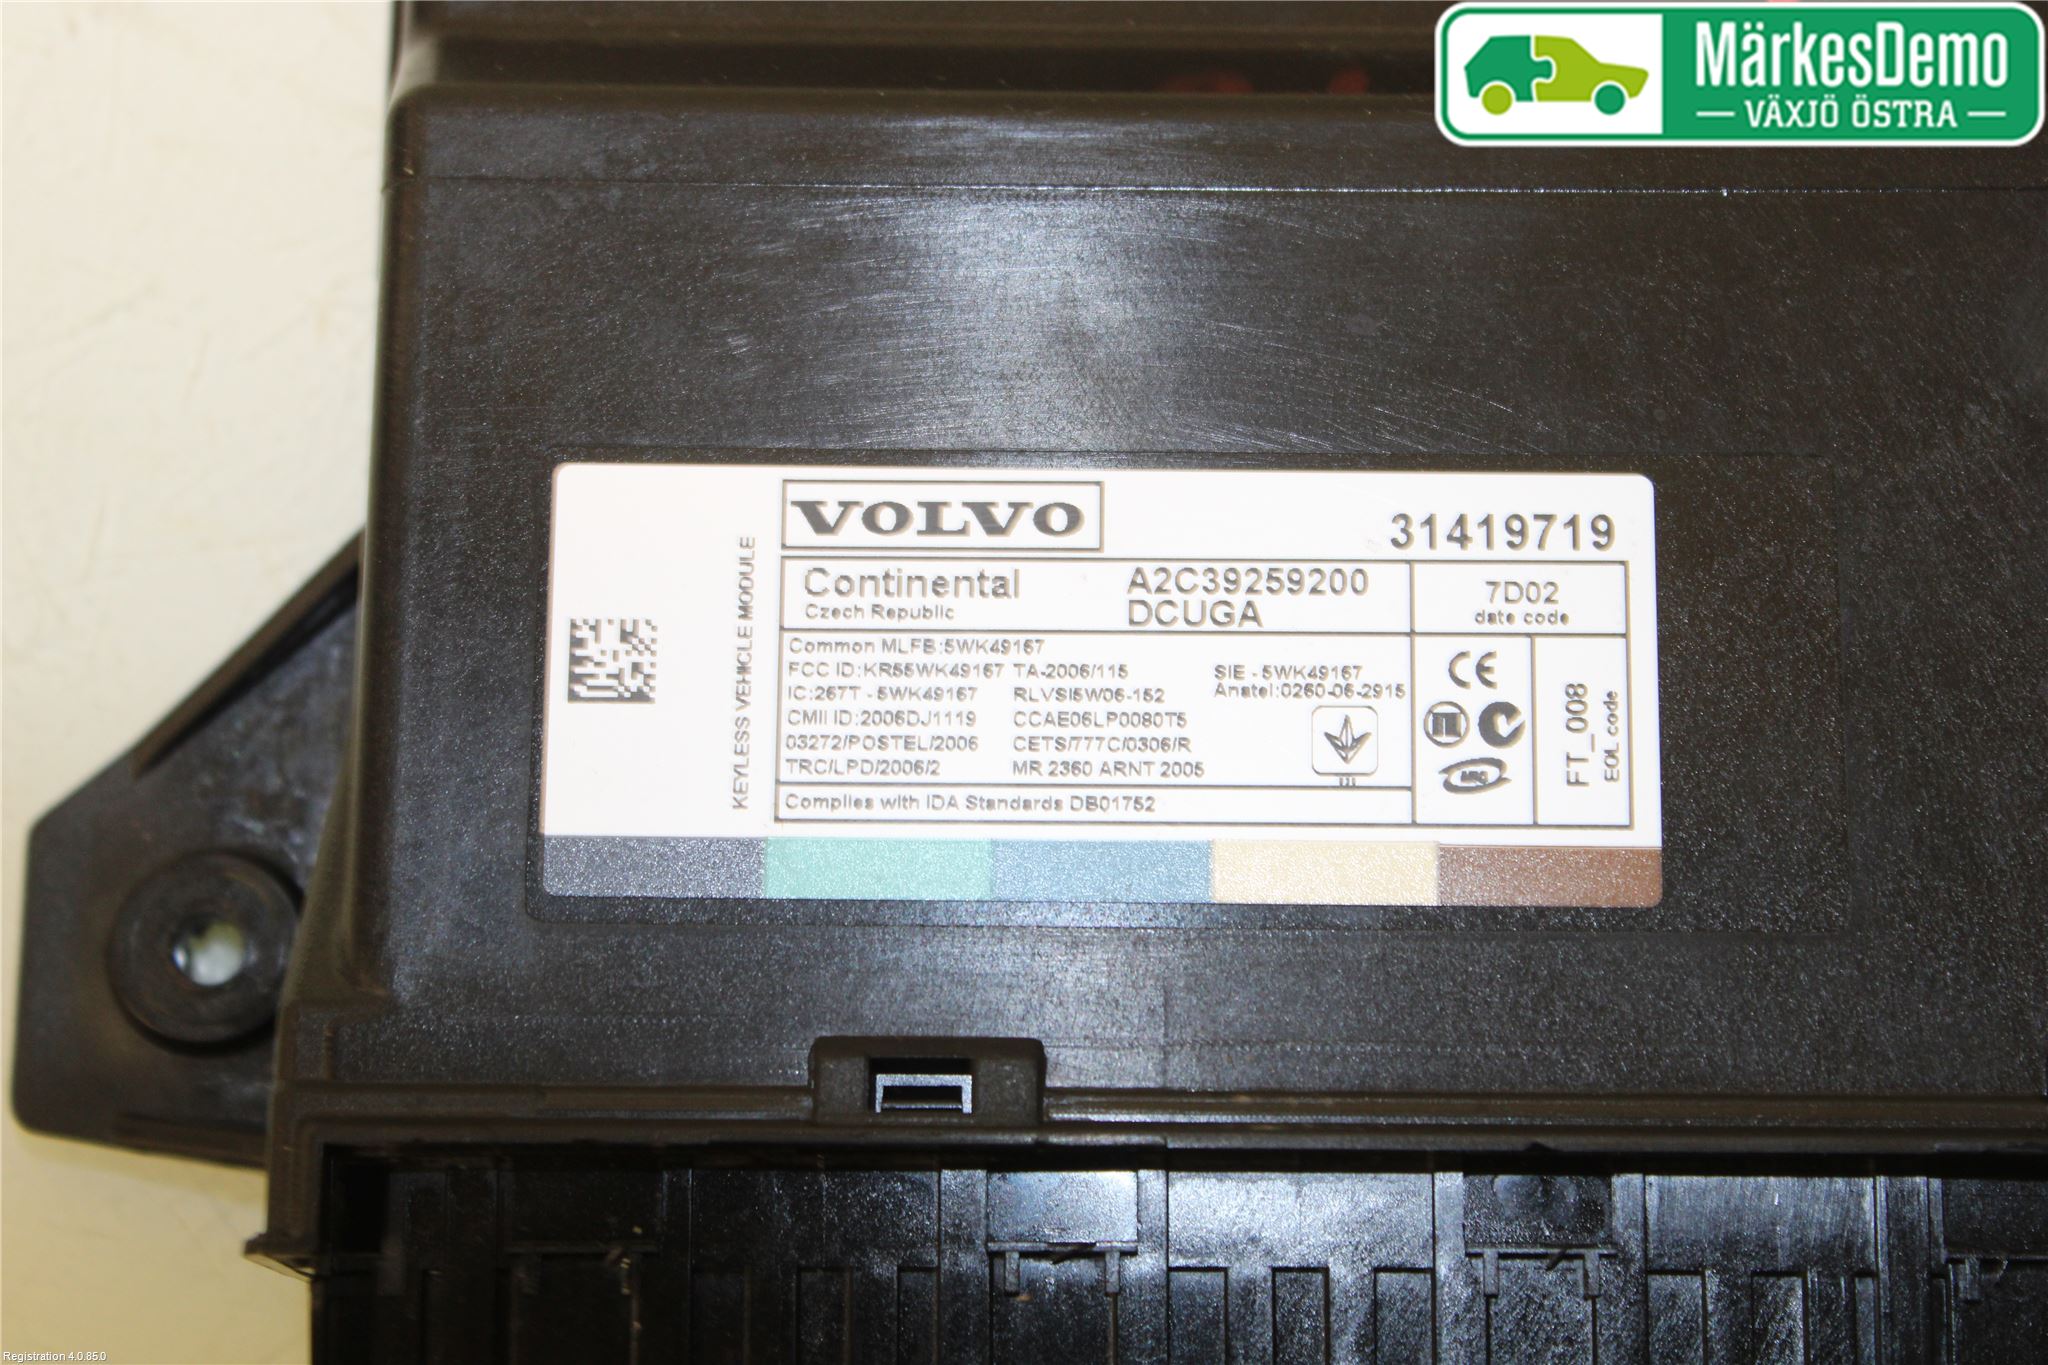 MärkesDemo
VÄXJÖ ÖSTRA
VOLVO
31419719
KEYLESS VEHICLE MODULE
Continental
Czech Republic
A2C39259200
DCUGA
7D02
date code
Common MLFB:5WK49167
FCC ID:KR55WK49167 TA-2006/115 SIE - 5WK49167
IC:267T - 5WK49167 RLVSI5W06-152 Anatel:0260-06-2915
CMII ID:2006DJ1119 CCAE06LP0080T5
03272/POSTEL/2006 CETS/777C/0306/R
TRC/LPD/2006/2 MR 2360 ARNT 2005
Complies with IDA Standards DB01752
CE
FT_008
EOL code
Registration 4.0.85.0